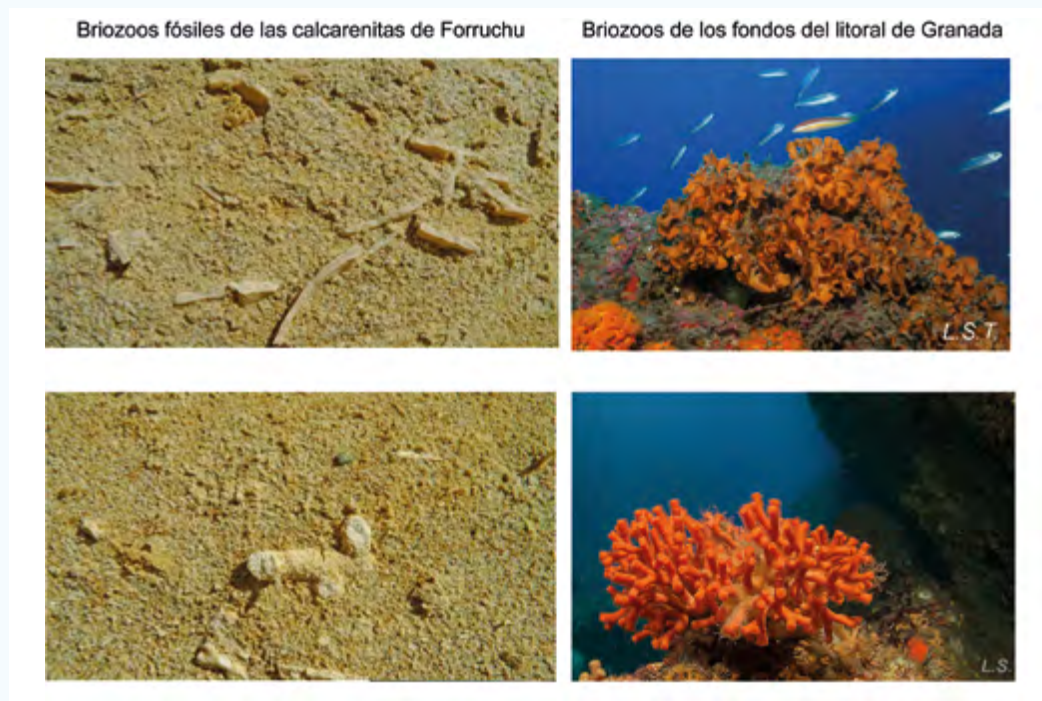 Briozoos fósiles de las calcarenitas de Forruchu
Briozoos de los fondos del litoral de Granada
L.S.T.
L.S.